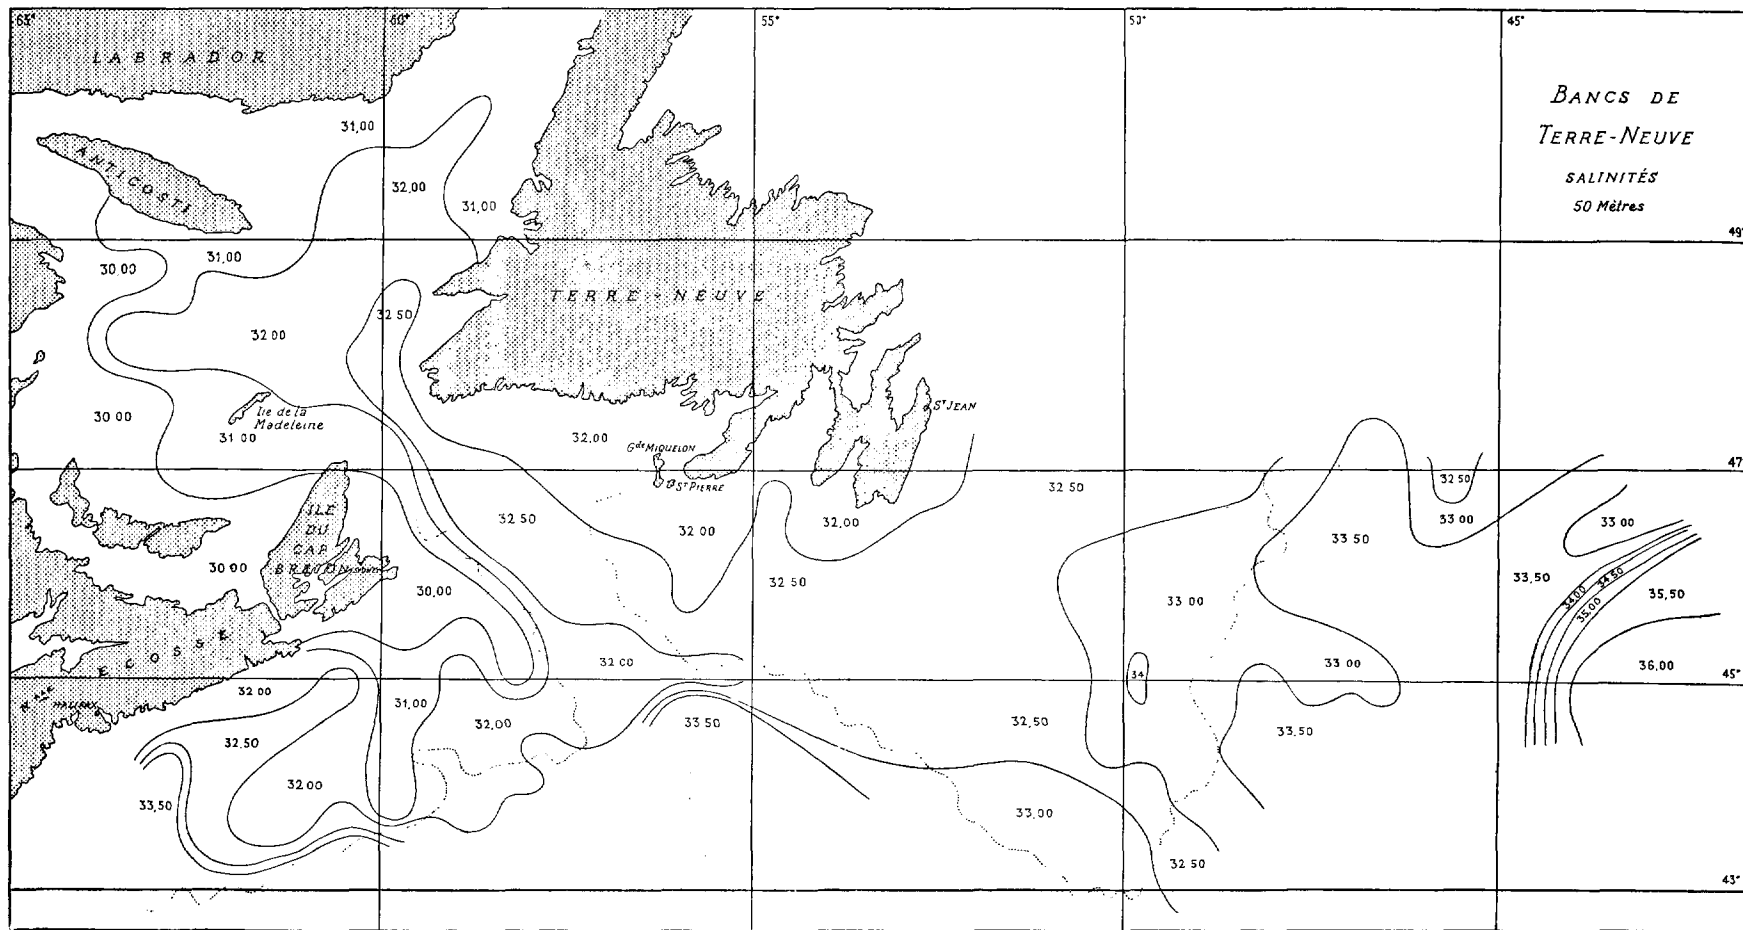 65°
60°
55°
50°
45°
LABRADOR
BANCS DE
TERRE-NEUVE
SALINITÉS
50 Mètres
31,00
ANTICOSTI
32,00
31,00
49°
30 00
31,00
TERRE-NEUVE
32 50
32 00
30 00
31 00
Ile de la
Madeleine
32,00
Gde MIQUELON
St JEAN
47°
St PIERRE
32 50
32 50
33 00
32 50
32 00
32,00
33 50
33 00
ILE
DU
CAP
BRETON
30 00
30,00
32 50
33 00
33,50
34,00
34 50
35,00
35,50
ECOSSE
32 00
33 00
36,00
34
45°
32 00
HALIFAX
31,00
32,00
33 50
32,50
33,50
32,50
32 00
33,50
33,00
32 50
43°